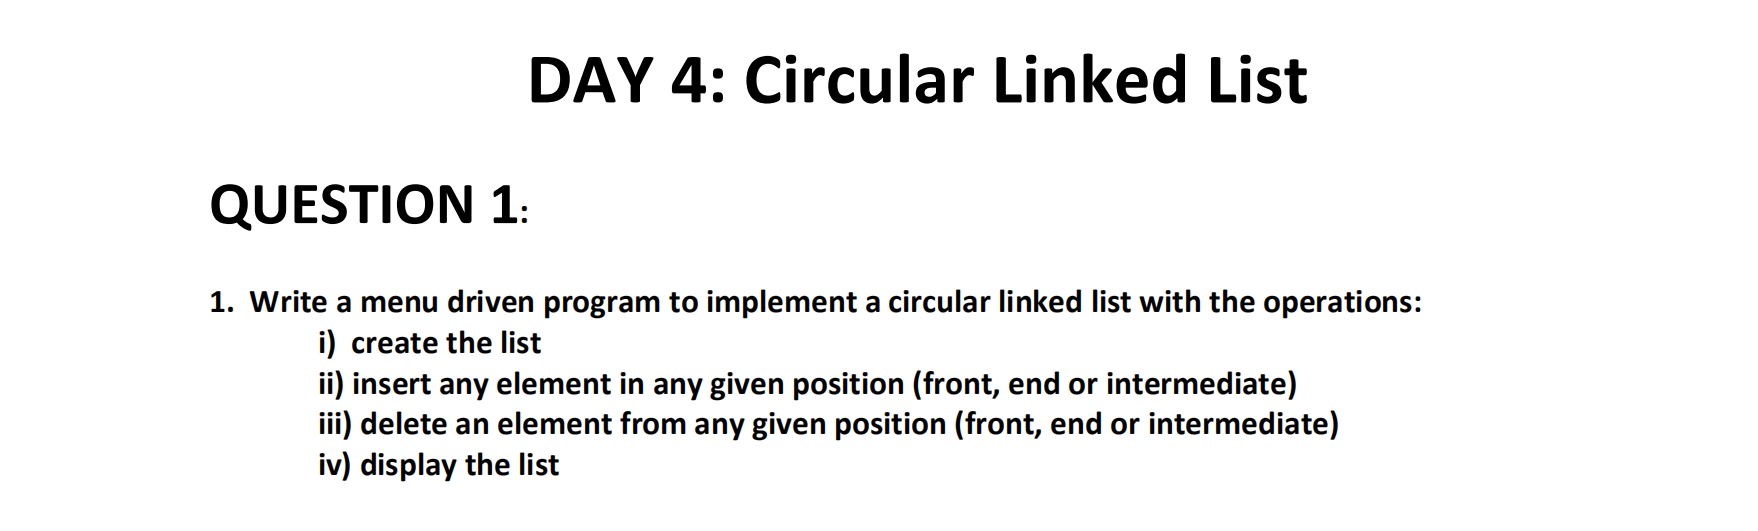 DAY 4: Circular Linked List
QUESTION 1:
1. Write a menu driven program to implement a circular linked list with the operations:
i) create the list
ii) insert any element in any given position (front, end or intermediate)
iii) delete an element from any given position (front, end or intermediate)
iv) display the list